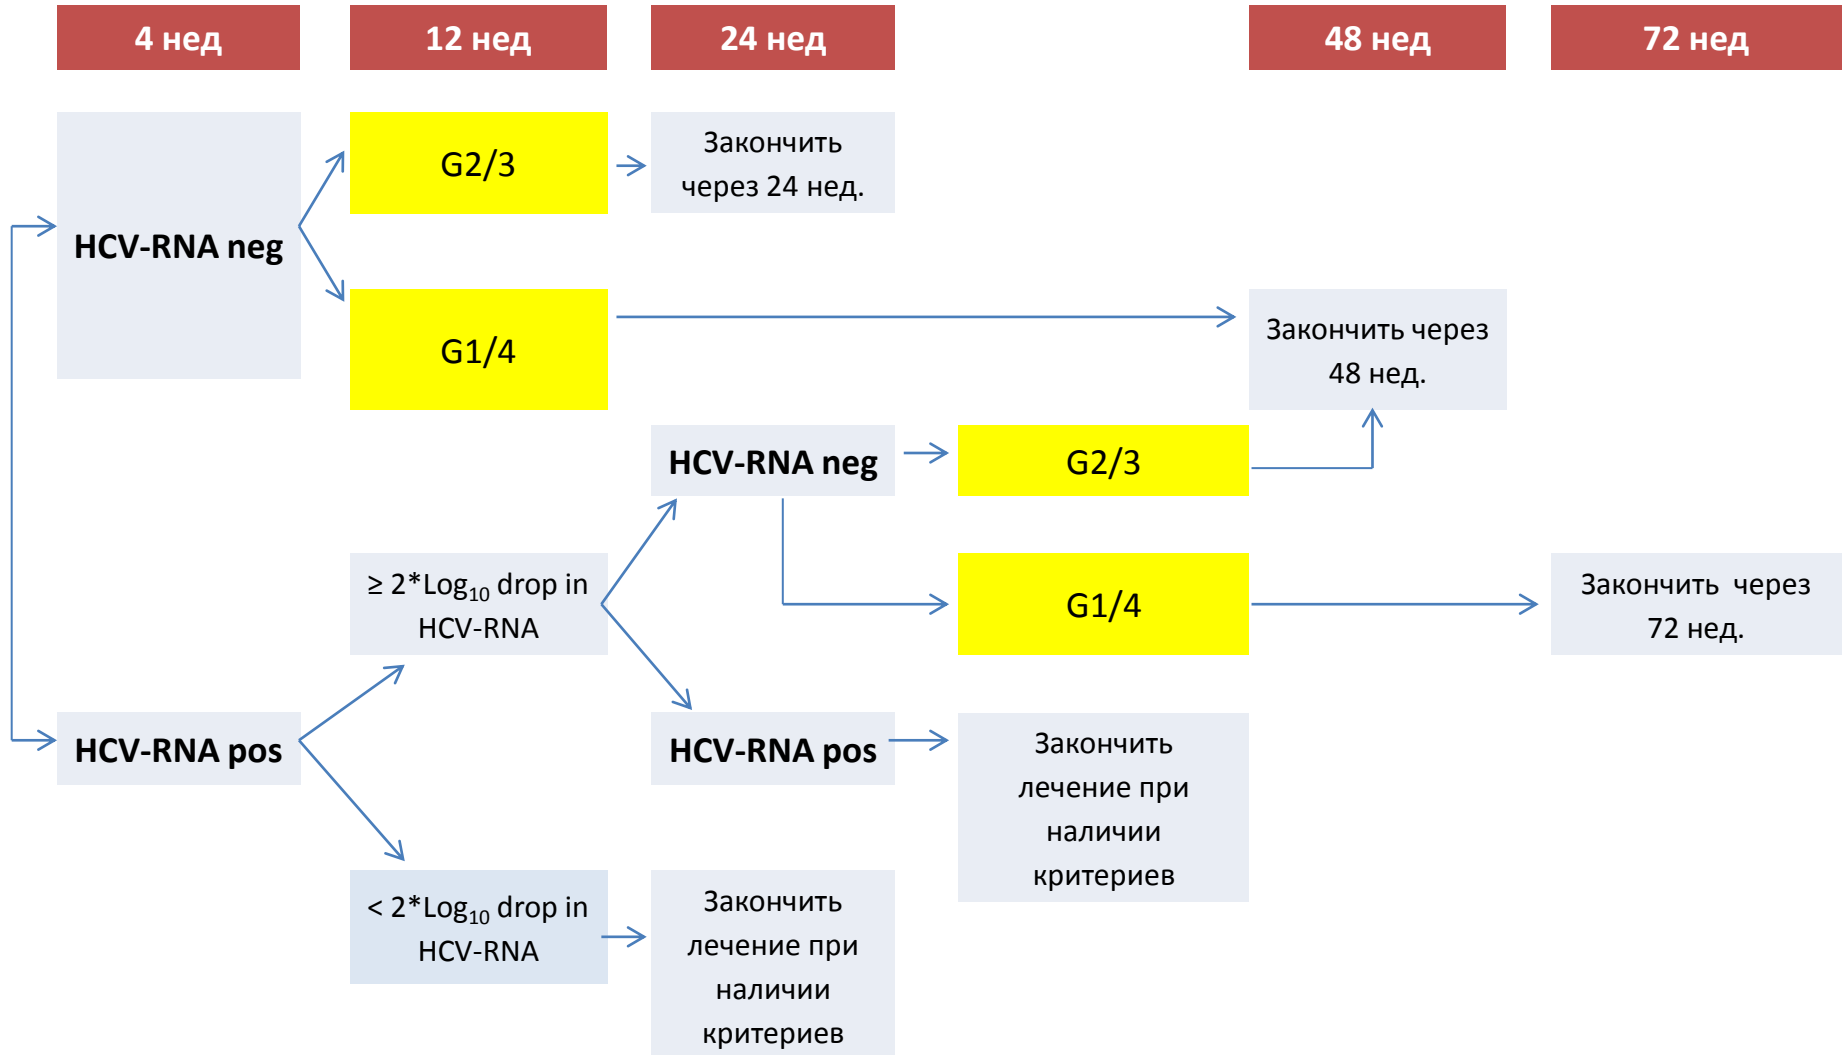 4 нед
12 нед
24 нед
48 нед
72 нед
HCV-RNA neg
G2/3
Закончить
через 24 нед.
G1/4
Закончить через
48 нед.
HCV-RNA neg
G2/3
≥ 2*Log10 drop in
HCV-RNA
G1/4
Закончить через
72 нед.
HCV-RNA pos
HCV-RNA pos
Закончить
лечение при
наличии
критериев
< 2*Log10 drop in
HCV-RNA
Закончить
лечение при
наличии
критериев